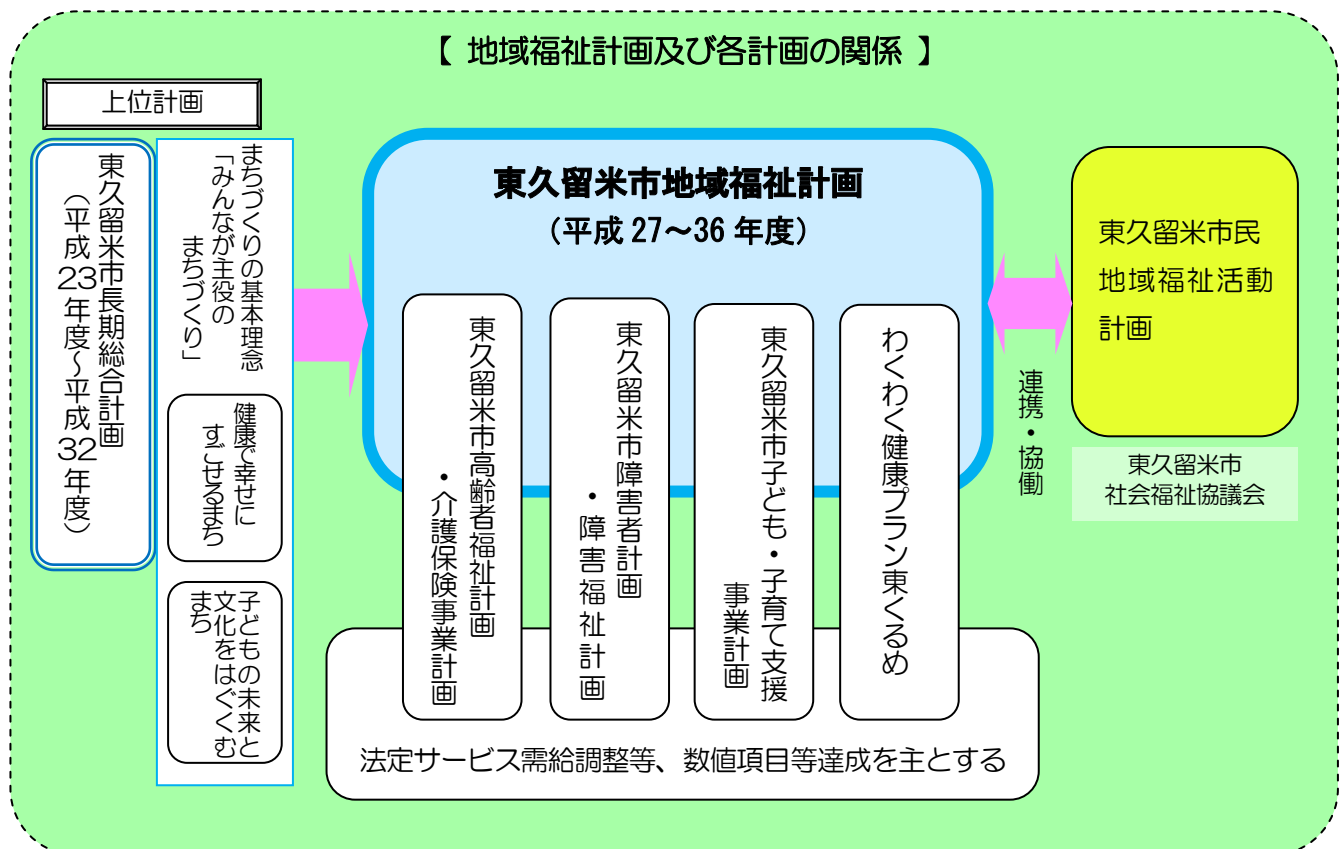 【 地域福祉計画及び各計画の関係 】
上位計画
東久留米市長期総合計画
（平成23年度～平成32年度）
まちづくりの基本理念
「みんなが主役の
まちづくり」
健康で幸せに
すごせるまち
子どもの未来と
文化をはぐくむ
まち
東久留米市地域福祉計画
（平成 27～36 年度）
東久留米市高齢者福祉計画
・介護保険事業計画
東久留米市障害者計画
・障害福祉計画
東久留米市子ども・子育て支援
事業計画
わくわく健康プラン東くるめ
法定サービス需給調整等、数値項目等達成を主とする
連携・協働
東久留米市民
地域福祉活動
計画
東久留米市
社会福祉協議会